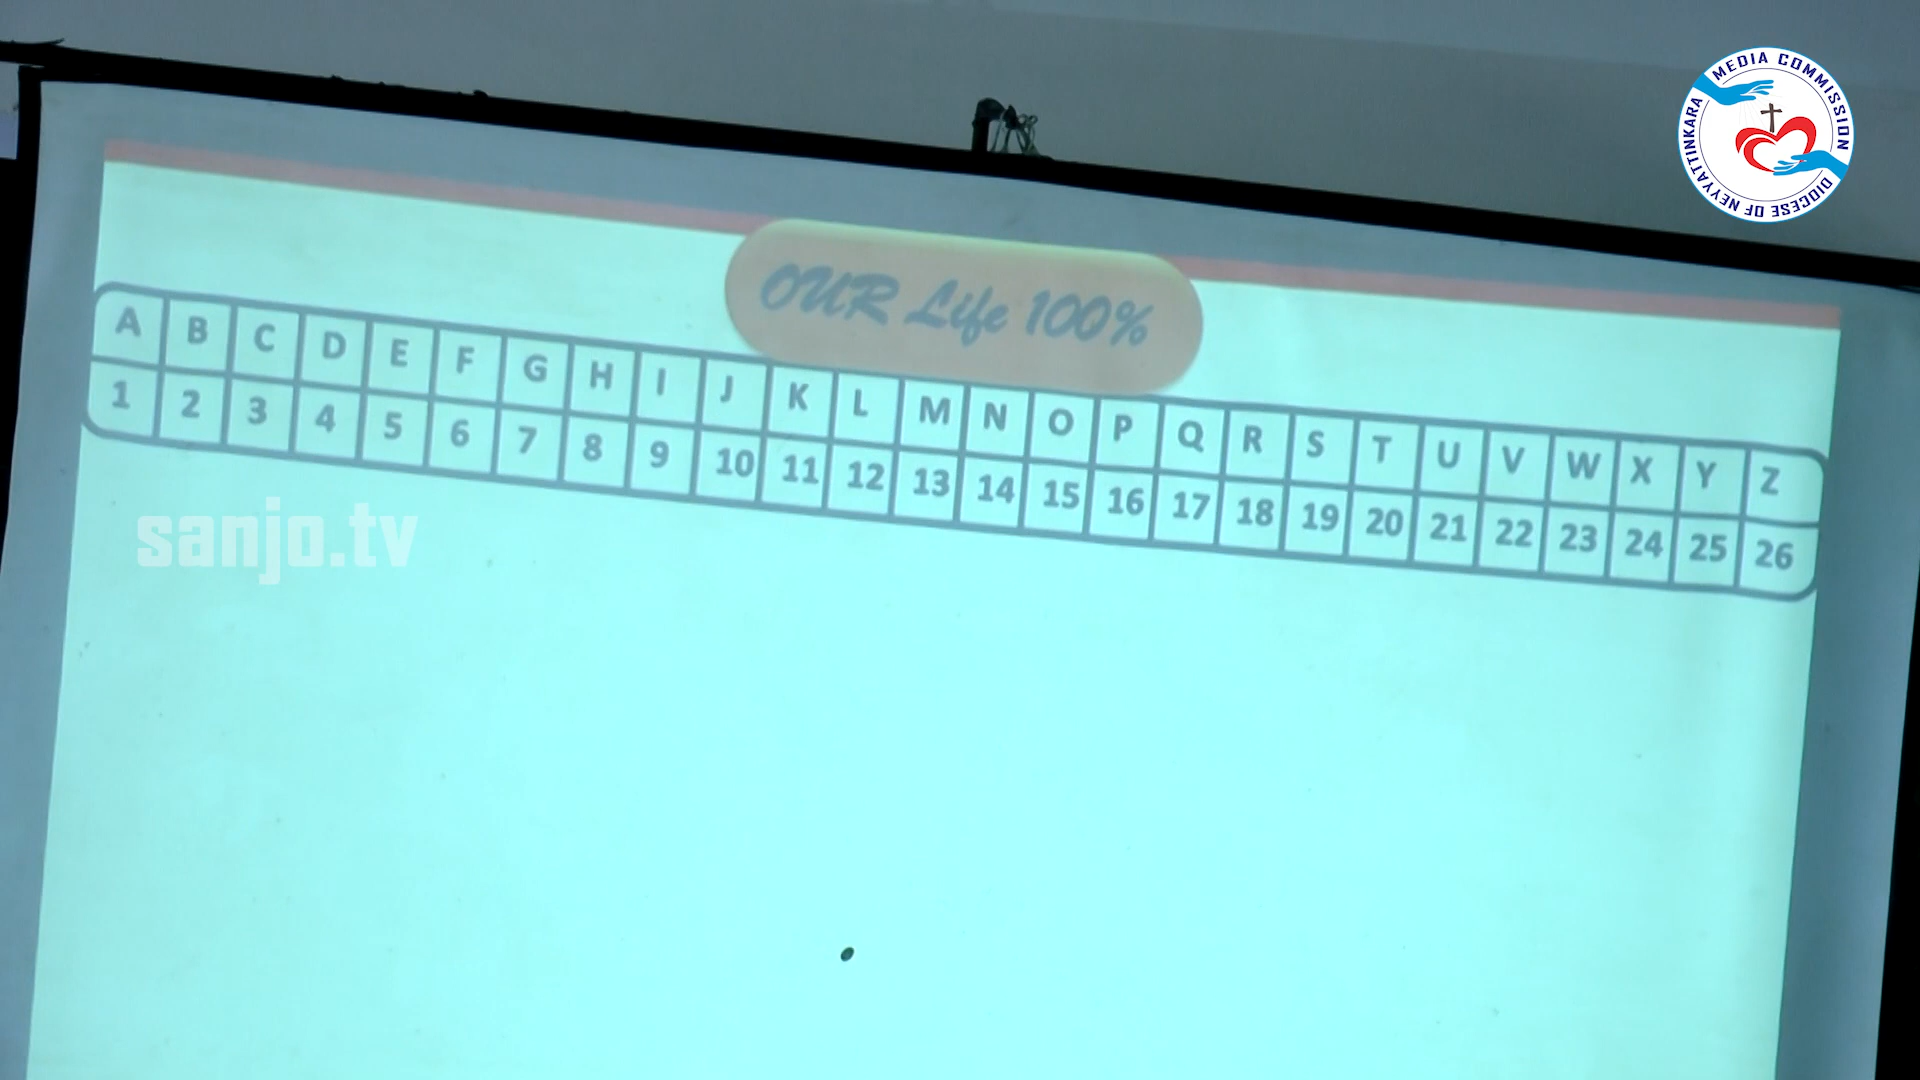 MEDIA COMMISSION
DIOCESE OF NEYYATTINKARA
OUR Life 100%
A B C D E F G H I J K L M N O P Q R S T U V W X Y Z
1 2 3 4 5 6 7 8 9 10 11 12 13 14 15 16 17 18 19 20 21 22 23 24 25 26
sanjo.tv